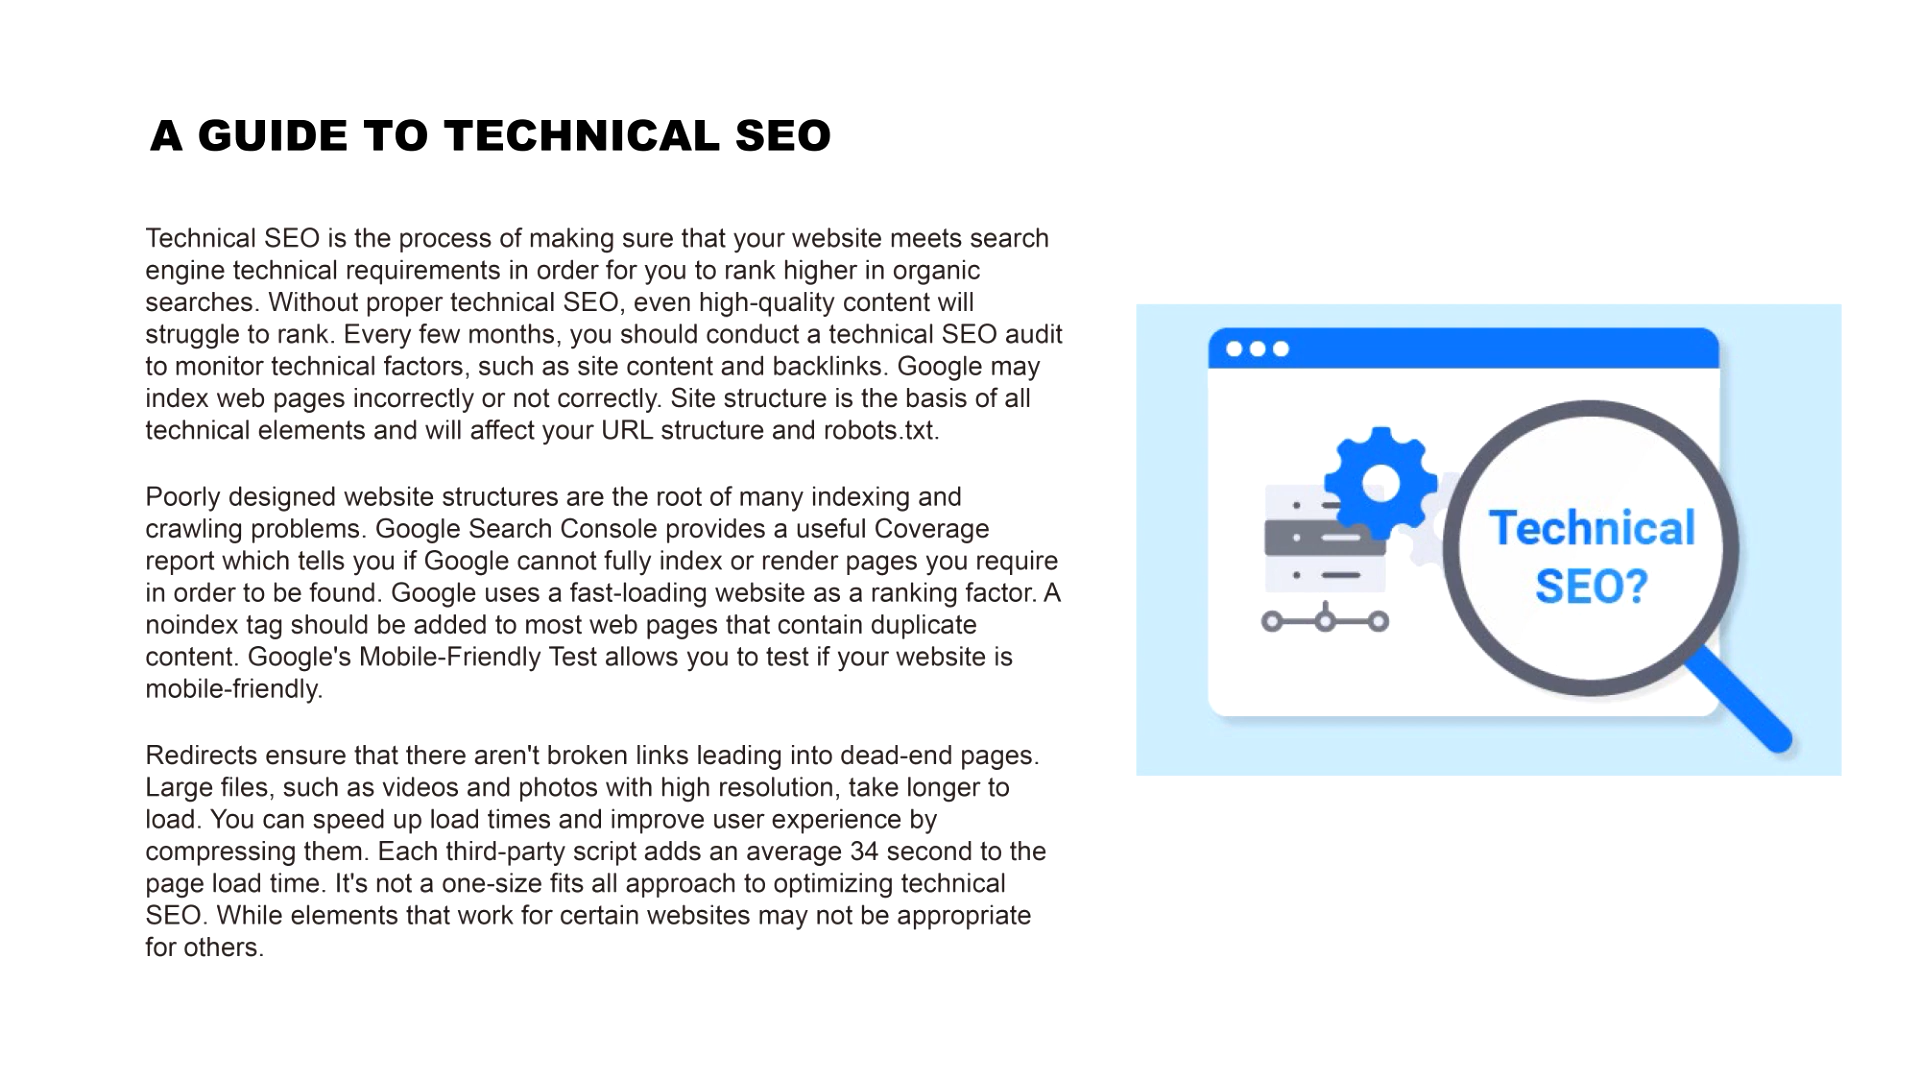 A GUIDE TO TECHNICAL SEO
Technical SEO is the process of making sure that your website meets search
engine technical requirements in order for you to rank higher in organic
searches. Without proper technical SEO, even high-quality content will
struggle to rank. Every few months, you should conduct a technical SEO audit
to monitor technical factors, such as site content and backlinks. Google may
index web pages incorrectly or not correctly. Site structure is the basis of all
technical elements and will affect your URL structure and robots.txt.
Poorly designed website structures are the root of many indexing and
crawling problems. Google Search Console provides a useful Coverage
report which tells you if Google cannot fully index or render pages you require
in order to be found. Google uses a fast-loading website as a ranking factor. A
noindex tag should be added to most web pages that contain duplicate
content. Google's Mobile-Friendly Test allows you to test if your website is
mobile-friendly.
Redirects ensure that there aren't broken links leading into dead-end pages.
Large files, such as videos and photos with high resolution, take longer to
load. You can speed up load times and improve user experience by
compressing them. Each third-party script adds an average 34 second to the
page load time. It's not a one-size fits all approach to optimizing technical
SEO. While elements that work for certain websites may not be appropriate
for others.
Technical
SEO?